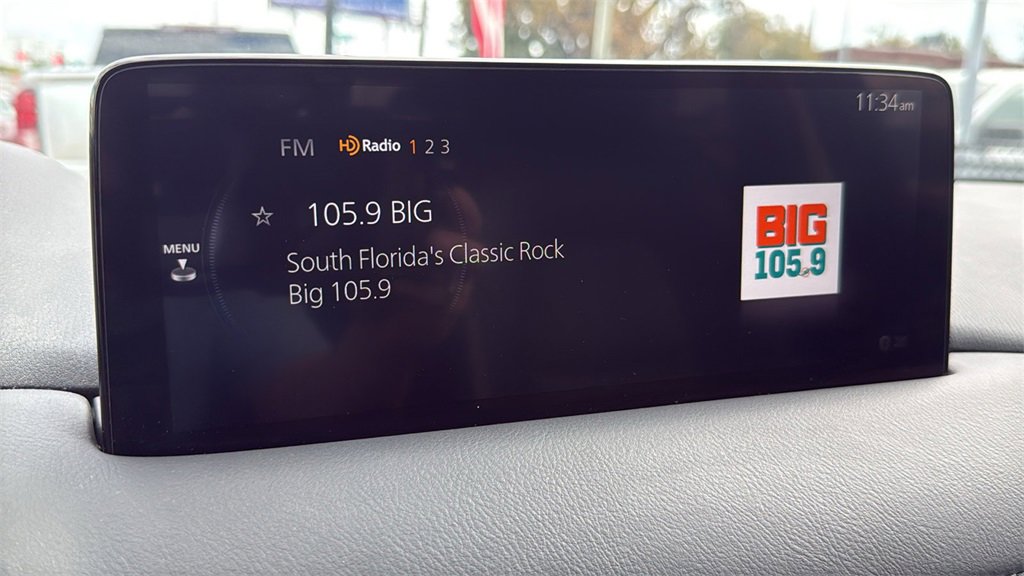 11:34am
FM HD Radio 1 2 3
105.9 BIG
MENU
South Florida's Classic Rock
Big 105.9
BIG
105.9